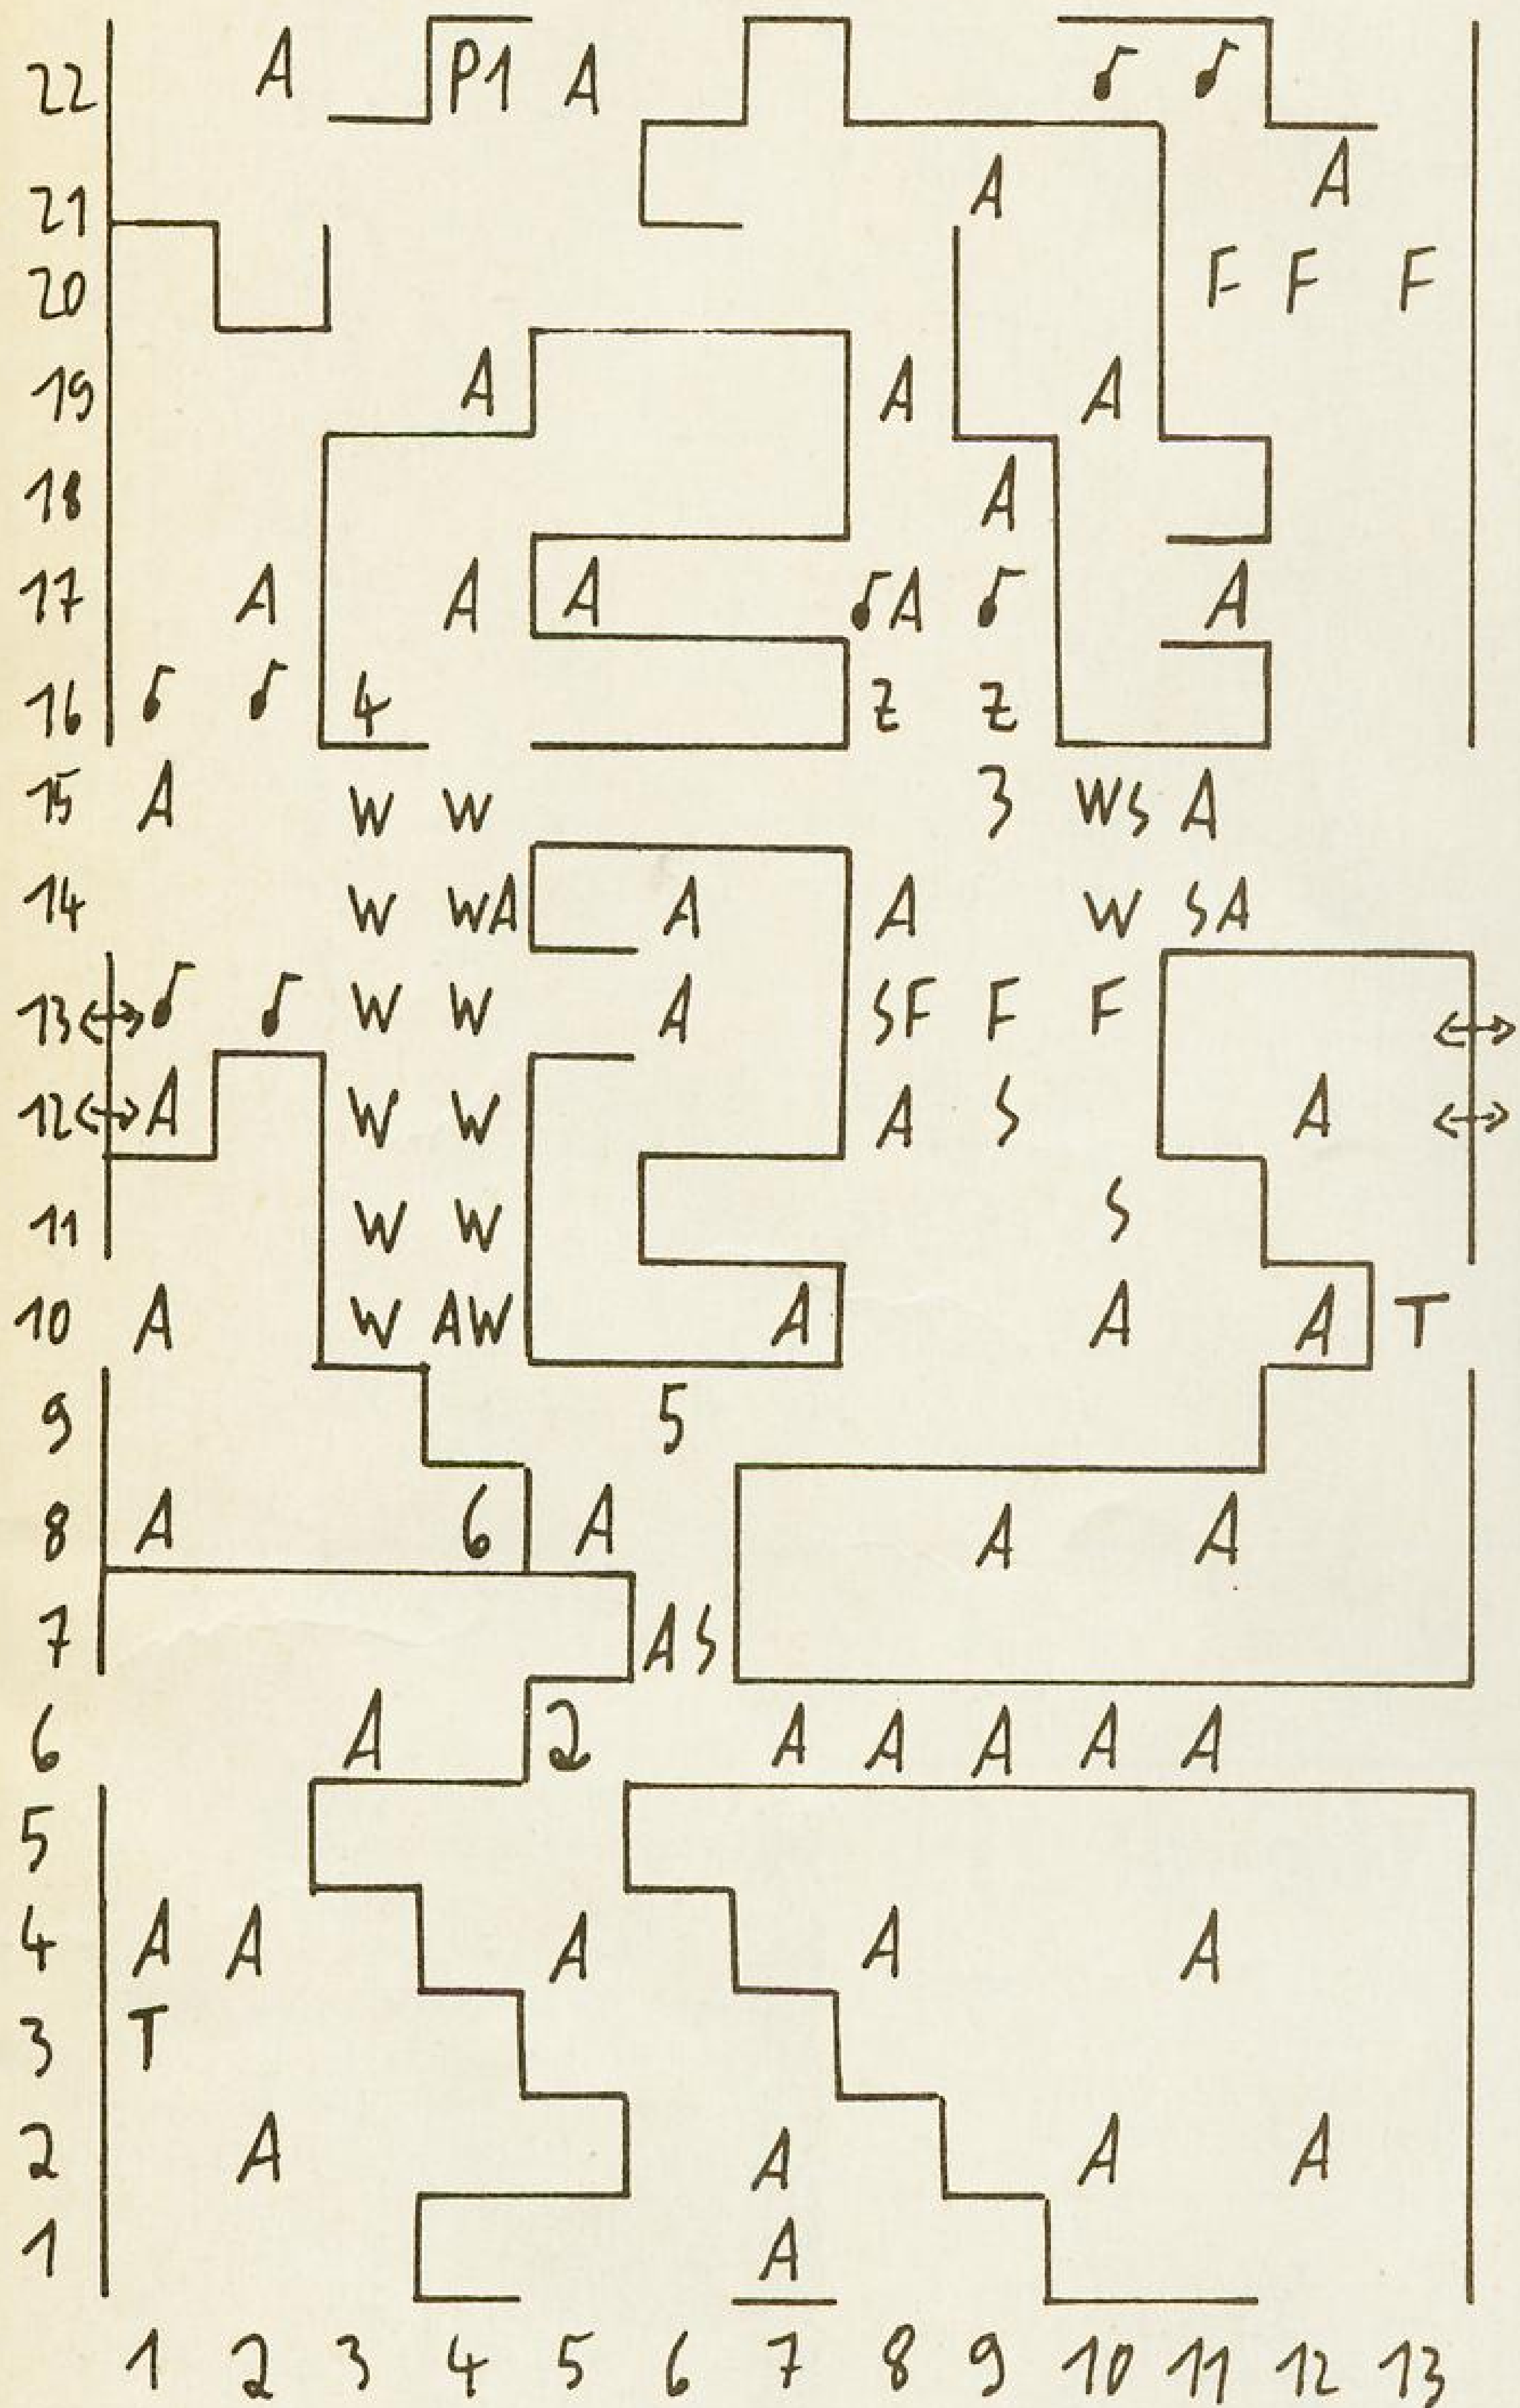 22 A P1 A ♪ ♪
21 A A
20 F F F
19 A A A
18 A
17 A A A ♪A ♪ A
16 ♪ ♪ 4 Z Z
15 A W W 3 WS A
14 W WA A A W SA
13 ↔ ♪ ♪ W W A SF F F ↔
12 ↔ A W W A S A ↔
11 W W S
10 A W AW A A A T
9 5
8 A 6 A A A
7 A S
6 A 2 A A A A A
5
4 A A A A A
3 T
2 A A A A
1 A
1 2 3 4 5 6 7 8 9 10 11 12 13